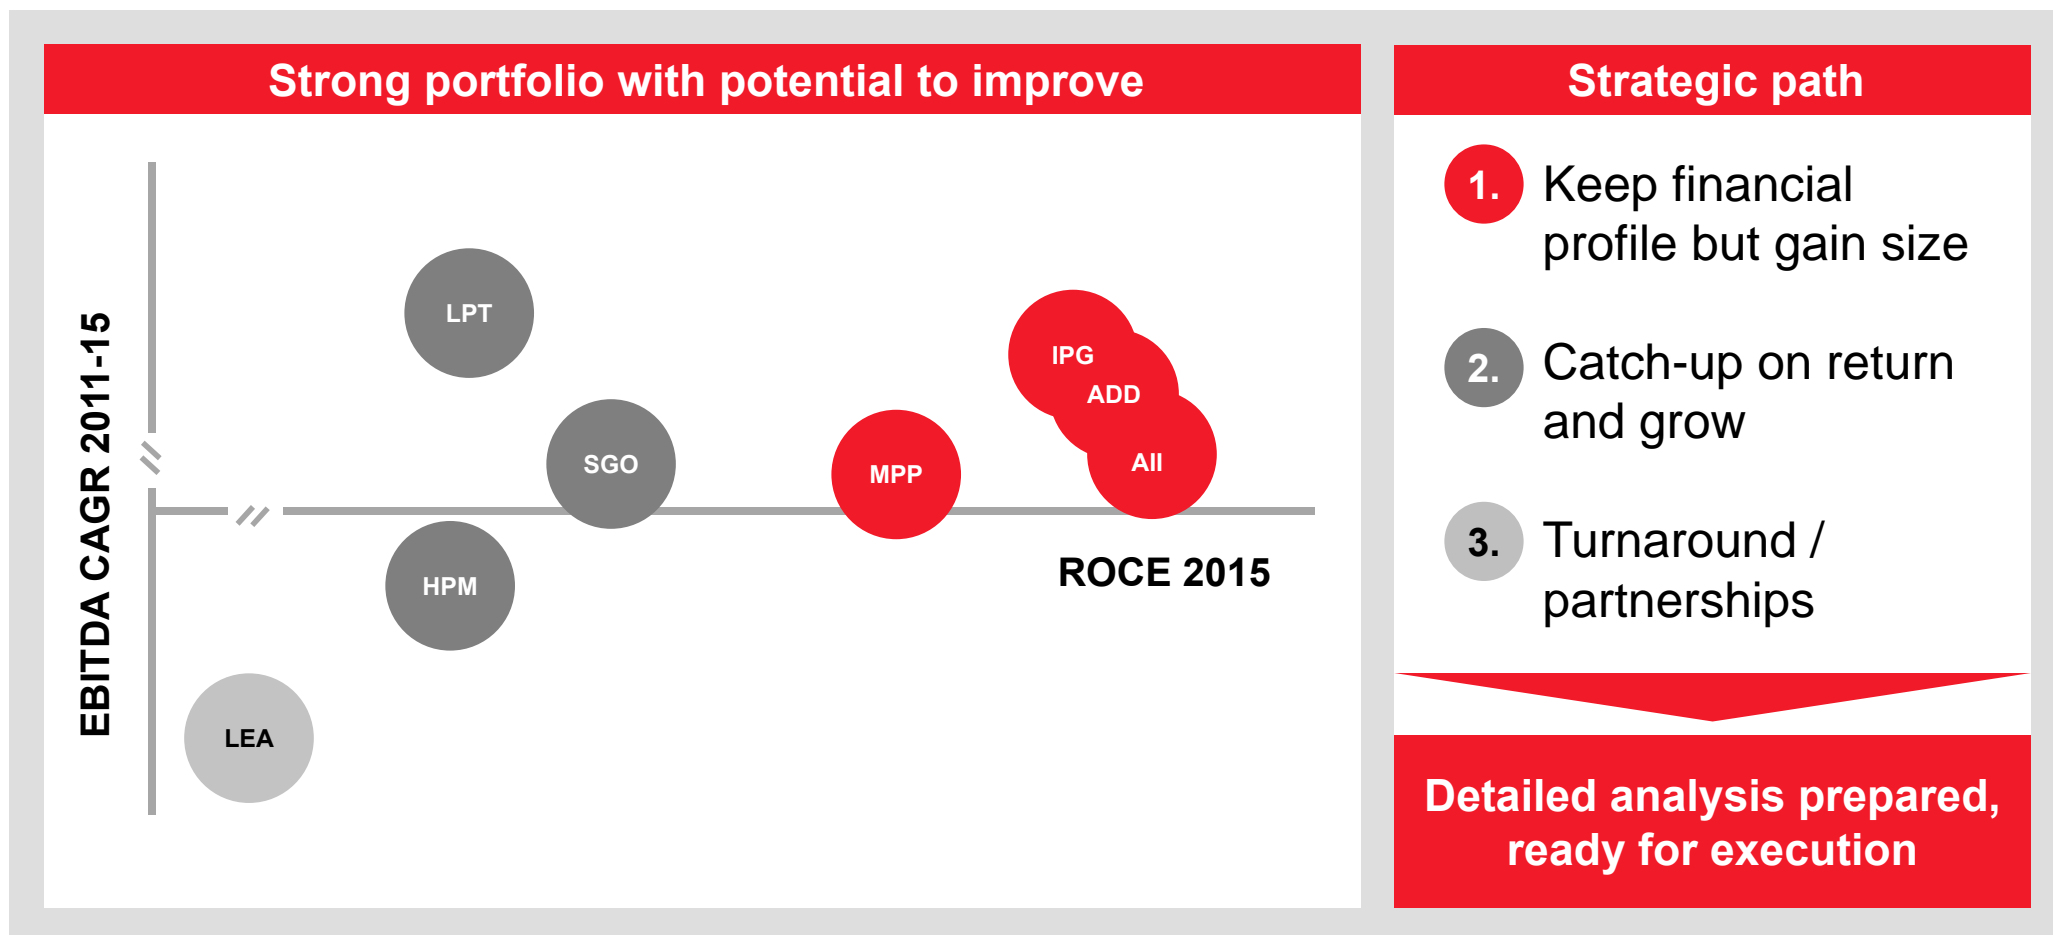 Strong portfolio with potential to improve
EBITDA CAGR 2011-15
LPT
IPG
ADD
AII
SGO
MPP
HPM
ROCE 2015
LEA
Strategic path
1. Keep financial
profile but gain size
2. Catch-up on return
and grow
3. Turnaround /
partnerships
Detailed analysis prepared,
ready for execution